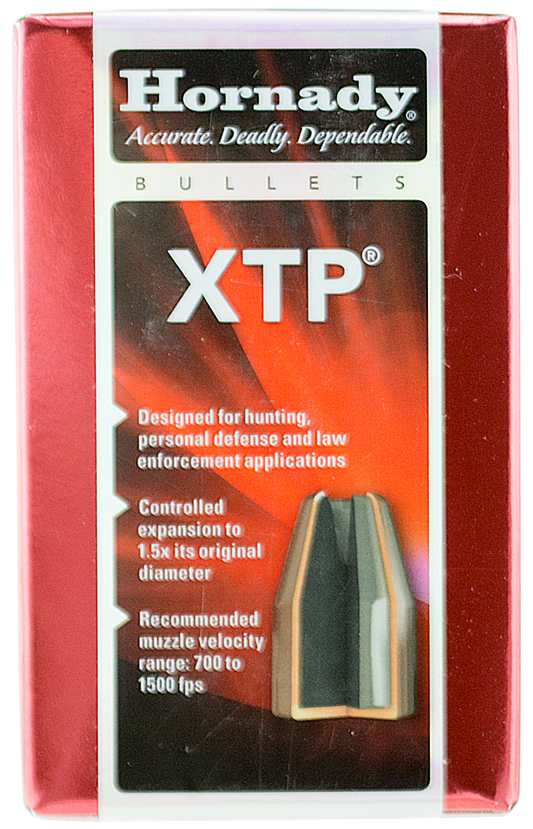 Hornady®
Accurate. Deadly. Dependable.
BULLETS
XTP®
Designed for hunting,
personal defense and law
enforcement applications
Controlled
expansion to
1.5x its original
diameter
Recommended
muzzle velocity
range: 700 to
1500 fps